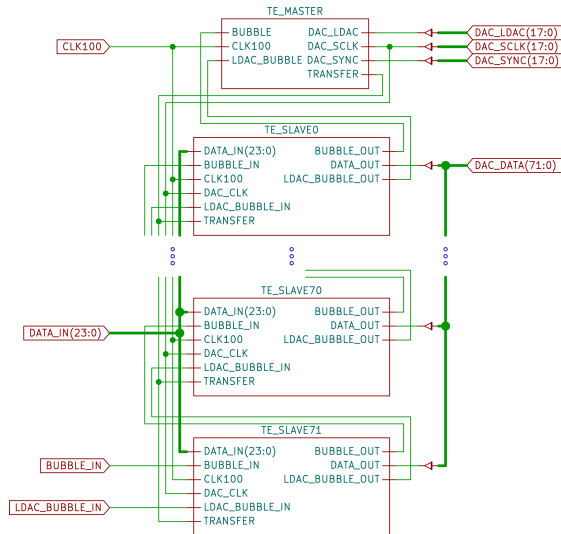 TE_MASTER
BUBBLE DAC_LDAC DAC_LDAC(17:0)
CLK100 CLK100 DAC_SCLK DAC_SCLK(17:0)
LDAC_BUBBLE DAC_SYNC DAC_SYNC(17:0)
TRANSFER
TE_SLAVE0
DATA_IN(23:0) BUBBLE_OUT
BUBBLE_IN DATA_OUT DAC_DATA(71:0)
CLK100 LDAC_BUBBLE_OUT
DAC_CLK
LDAC_BUBBLE_IN
TRANSFER
TE_SLAVE70
DATA_IN(23:0) BUBBLE_OUT
BUBBLE_IN DATA_OUT
DATA_IN(23:0) CLK100 LDAC_BUBBLE_OUT
DAC_CLK
LDAC_BUBBLE_IN
TRANSFER
TE_SLAVE71
DATA_IN(23:0) BUBBLE_OUT
BUBBLE_IN BUBBLE_IN DATA_OUT
CLK100 LDAC_BUBBLE_OUT
DAC_CLK
LDAC_BUBBLE_IN LDAC_BUBBLE_IN
TRANSFER